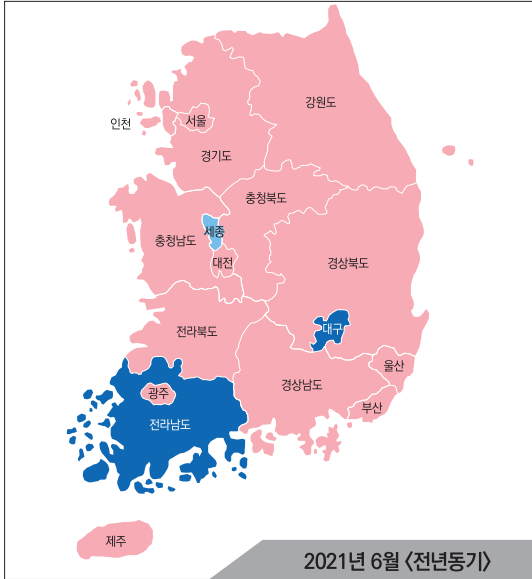 강원도
인천
서울
경기도
충청북도
세종
충청남도
대전
경상북도
대구
전라북도
울산
경상남도
광주
부산
전라남도
제주
2021년 6월 〈전년동기〉